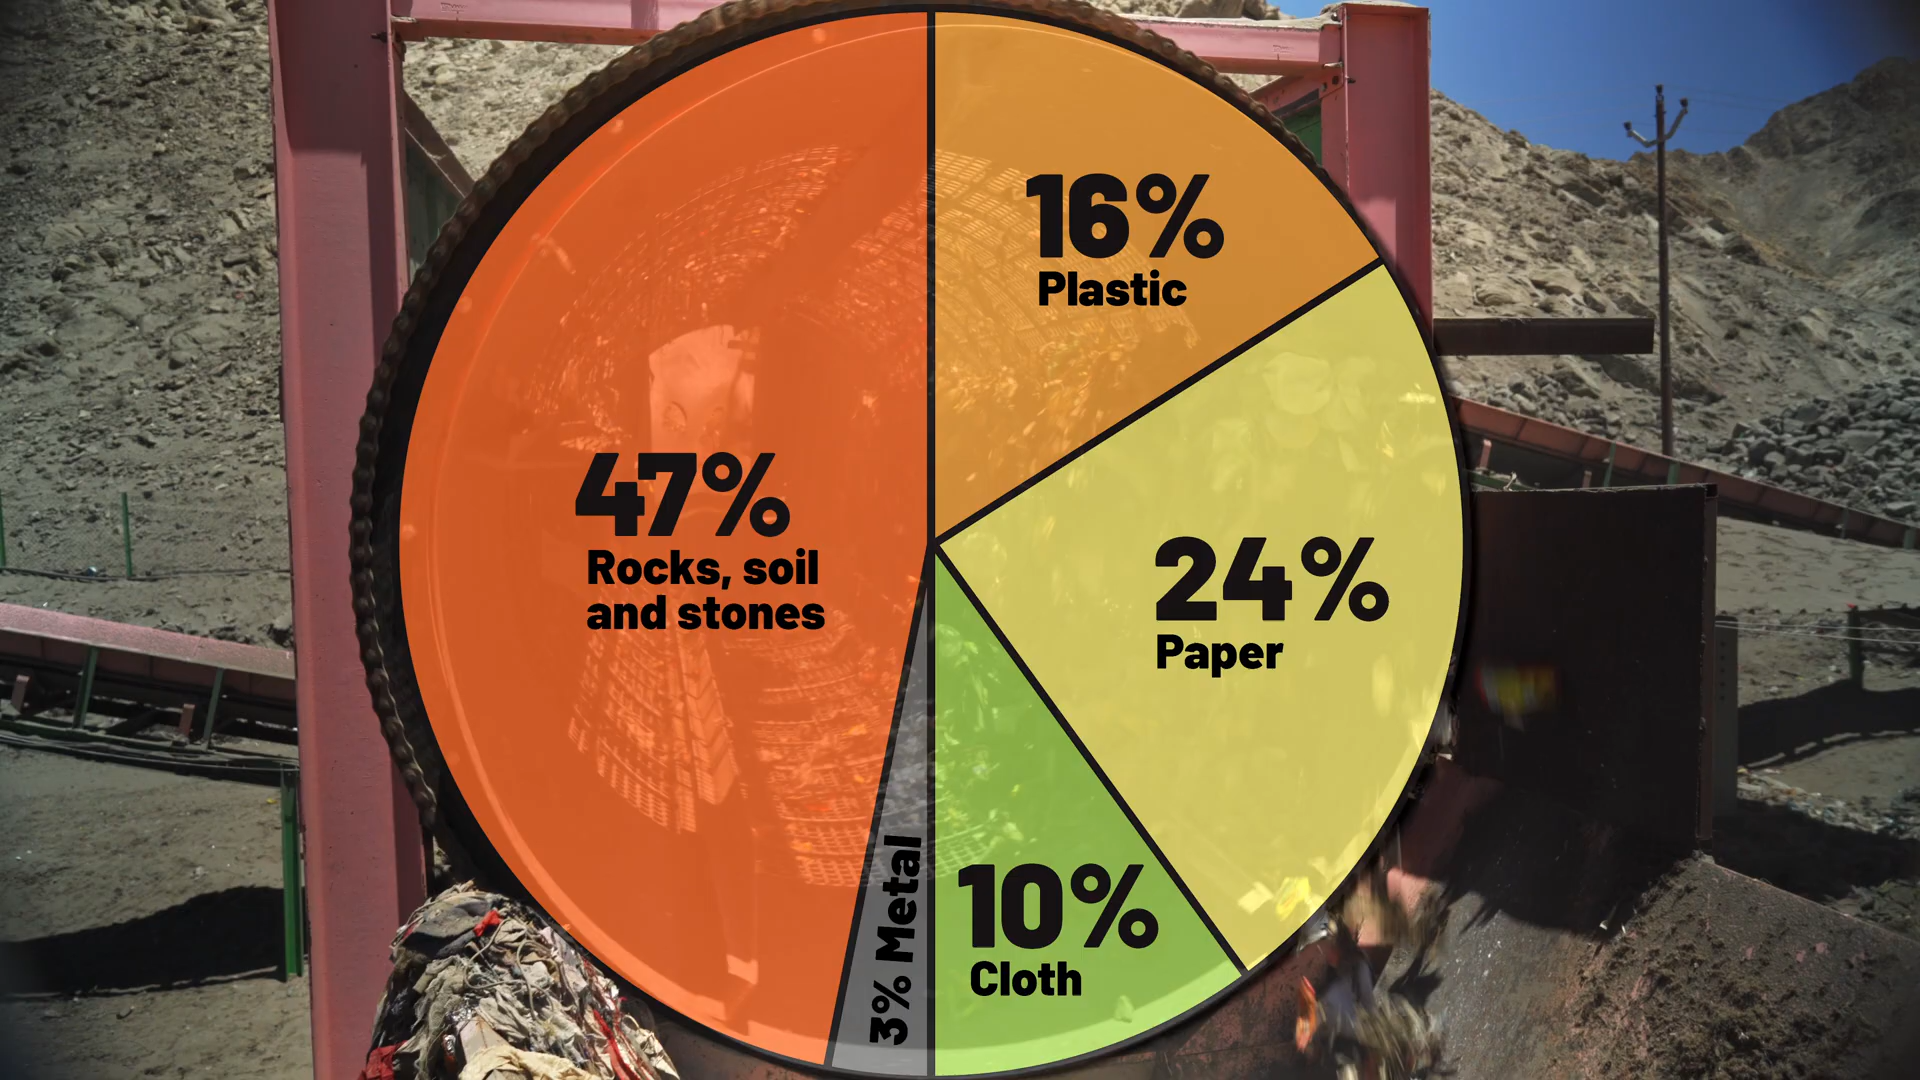 16%
Plastic
47%
Rocks, soil
and stones
24%
Paper
3% Metal
10%
Cloth